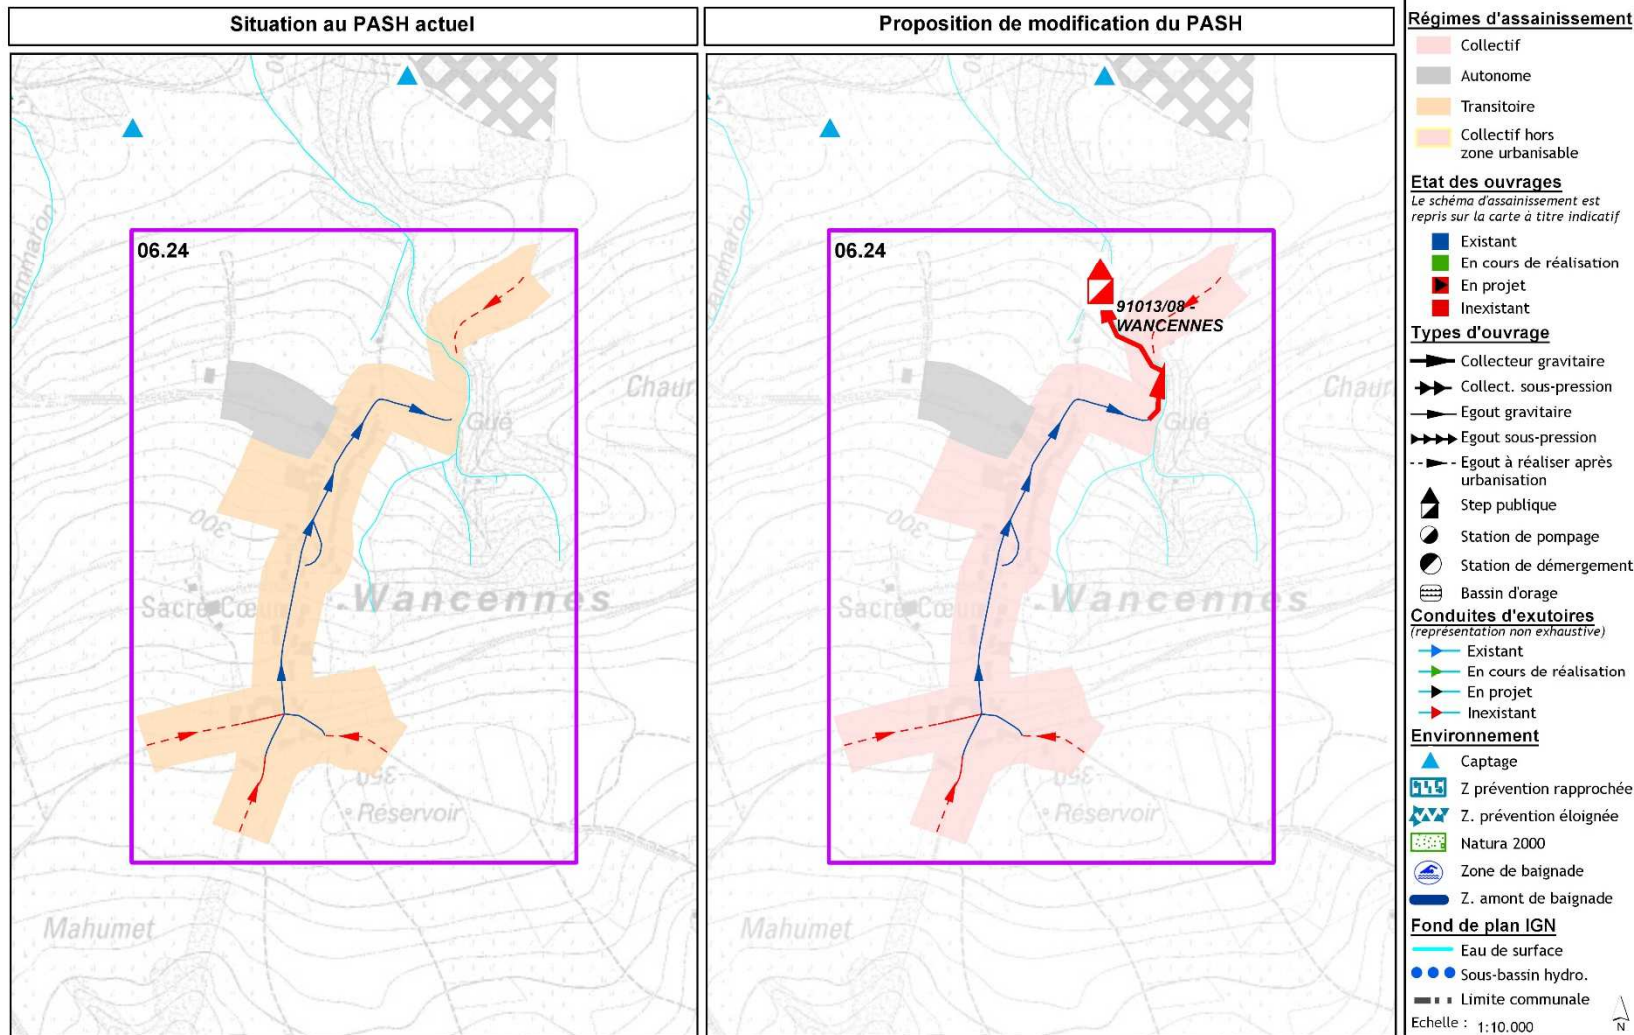 Situation au PASH actuel
Proposition de modification du PASH
06.24
300
Chaur
Gué
Sacré Cœur
Wancennes
350
Réservoir
Mahumet
06.24
91013/08 -
WANCENNES
300
Chaur
Gué
Sacré Cœur
Wancennes
350
Réservoir
Mahumet
Régimes d'assainissement
Collectif
Autonome
Transitoire
Collectif hors
zone urbanisable
Etat des ouvrages
Le schéma d'assainissement est
repris sur la carte à titre indicatif
Existant
En cours de réalisation
En projet
Inexistant
Types d'ouvrage
Collecteur gravitaire
Collect. sous-pression
Egout gravitaire
Egout sous-pression
Egout à réaliser après
urbanisation
Step publique
Station de pompage
Station de démergement
Bassin d'orage
Conduites d'exutoires
(représentation non exhaustive)
Existant
En cours de réalisation
En projet
Inexistant
Environnement
Captage
Z prévention rapprochée
Z. prévention éloignée
Natura 2000
Zone de baignade
Z. amont de baignade
Fond de plan IGN
Eau de surface
Sous-bassin hydro.
Limite communale
Echelle : 1:10.000
N